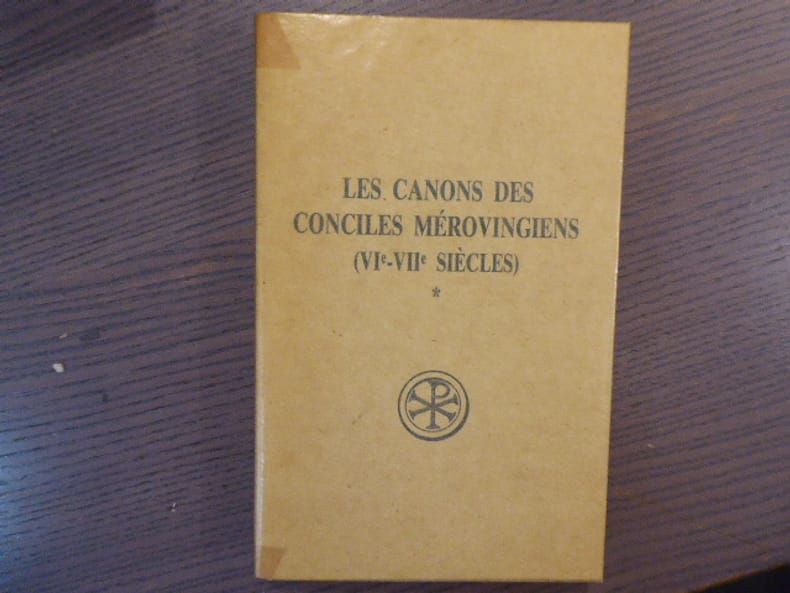 LES CANONS DES
CONCILES MÉROVINGIENS
(VIᵉ-VIIᵉ SIÈCLES)
*